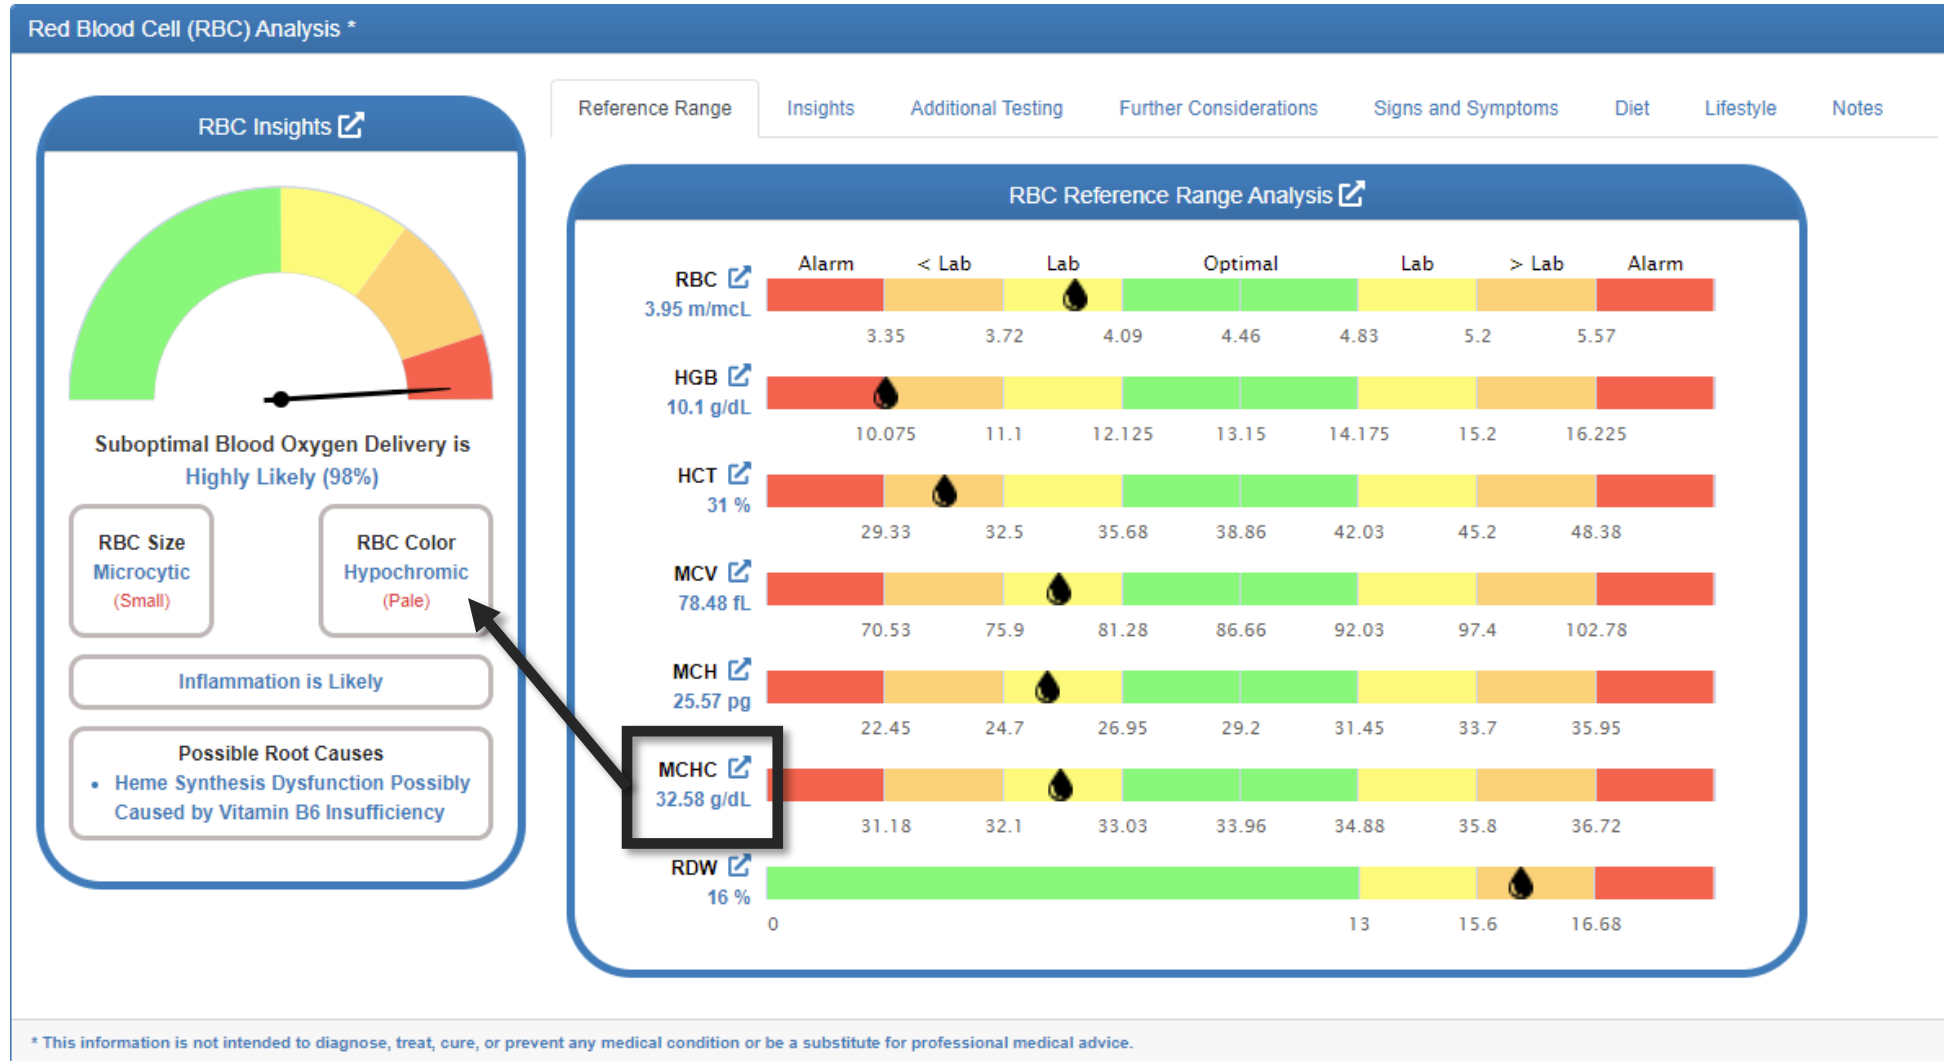 Red Blood Cell (RBC) Analysis *
RBC Insights
Suboptimal Blood Oxygen Delivery is
Highly Likely (98%)
RBC Size
Microcytic
(Small)
RBC Color
Hypochromic
(Pale)
Inflammation is Likely
Possible Root Causes
• Heme Synthesis Dysfunction Possibly
Caused by Vitamin B6 Insufficiency
Reference Range Insights Additional Testing Further Considerations Signs and Symptoms Diet Lifestyle Notes
RBC Reference Range Analysis
Alarm < Lab Lab Optimal Lab > Lab Alarm
RBC
3.95 m/mcL
3.35 3.72 4.09 4.46 4.83 5.2 5.57
HGB
10.1 g/dL
10.075 11.1 12.125 13.15 14.175 15.2 16.225
HCT
31 %
29.33 32.5 35.68 38.86 42.03 45.2 48.38
MCV
78.48 fL
70.53 75.9 81.28 86.66 92.03 97.4 102.78
MCH
25.57 pg
22.45 24.7 26.95 29.2 31.45 33.7 35.95
MCHC
32.58 g/dL
31.18 32.1 33.03 33.96 34.88 35.8 36.72
RDW
16 %
0 13 15.6 16.68
* This information is not intended to diagnose, treat, cure, or prevent any medical condition or be a substitute for professional medical advice.